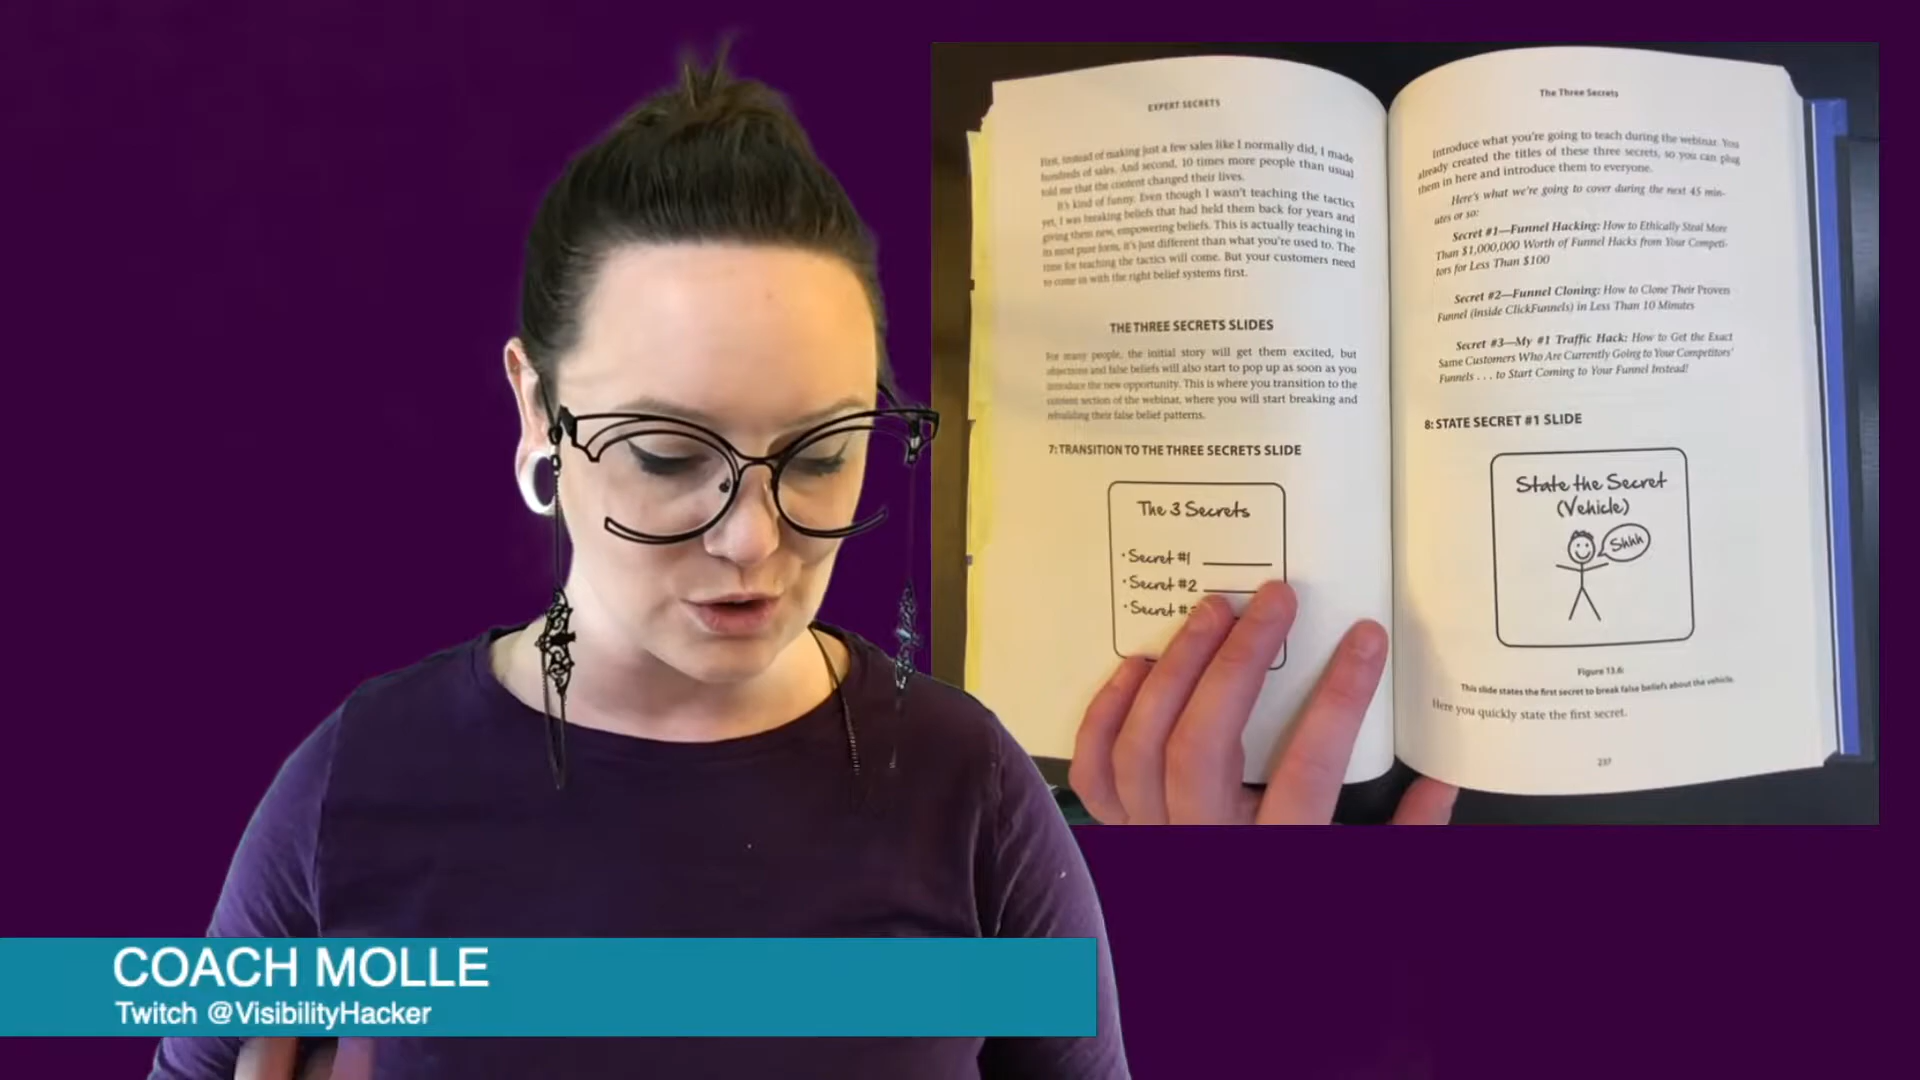 EXPERT SECRETS
First, instead of making just a few sales like I normally did, I made
hundreds of sales. And second, 10 times more people than usual
told me that the content changed their lives.
It's kind of funny. Even though I wasn't teaching the tactics
yet, I was breaking beliefs that had held them back for years and
giving them new, empowering beliefs. This is actually teaching in
its most pure form, it's just different than what you're used to. The
time for teaching the tactics will come. But your customers need
to come in with the right belief systems first.
THE THREE SECRETS SLIDES
For many people, the initial story will get them excited, but
objections and false beliefs will also start to pop up as soon as you
introduce the new opportunity. This is where you transition to the
content section of the webinar, where you will start breaking and
rebuilding their false belief patterns.
7: TRANSITION TO THE THREE SECRETS SLIDE
The 3 Secrets
• Secret #1
• Secret #2
• Secret #
The Three Secrets
Introduce what you're going to teach during the webinar. You
already created the titles of these three secrets, so you can plug
them in here and introduce them to everyone.
Here's what we're going to cover during the next 45 min-
utes or so:
Secret #1—Funnel Hacking: How to Ethically Steal More
Than $1,000,000 Worth of Funnel Hacks from Your Competi-
tors for Less Than $100
Secret #2—Funnel Cloning: How to Clone Their Proven
Funnel (Inside ClickFunnels) in Less Than 10 Minutes
Secret #3—My #1 Traffic Hack: How to Get the Exact
Same Customers Who Are Currently Going to Your Competitors'
Funnels . . . to Start Coming to Your Funnel Instead!
8: STATE SECRET #1 SLIDE
State the Secret
(Vehicle)
Shhh
Figure 13.6:
This slide states the first secret to break false beliefs about the vehicle.
Here you quickly state the first secret.
237
COACH MOLLE
Twitch @VisibilityHacker